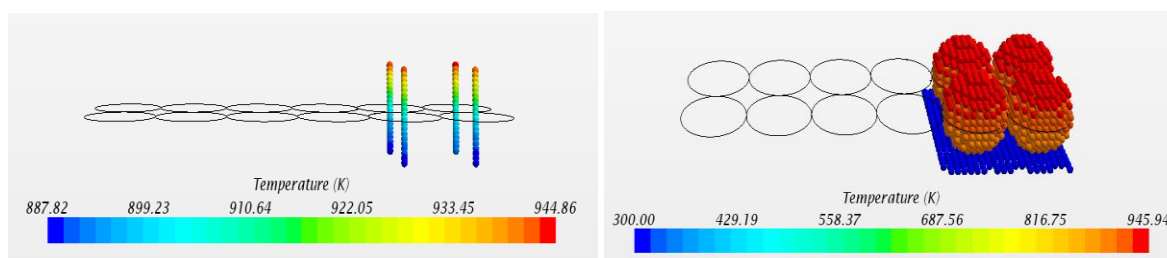 Temperature (K)
887.82 899.23 910.64 922.05 933.45 944.86
Temperature (K)
300.00 429.19 558.37 687.56 816.75 945.94